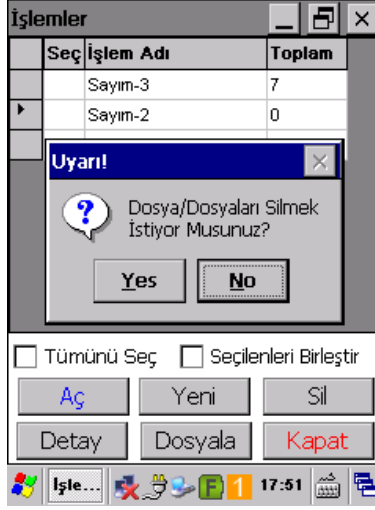 İşlemler
Seç İşlem Adı Toplam
Sayım-3 7
Sayım-2 0
Uyarı!
Dosya/Dosyaları Silmek
İstiyor Musunuz?
Yes No
Tümünü Seç Seçilenleri Birleştir
Aç Yeni Sil
Detay Dosyala Kapat
İşle... F 1 17:51